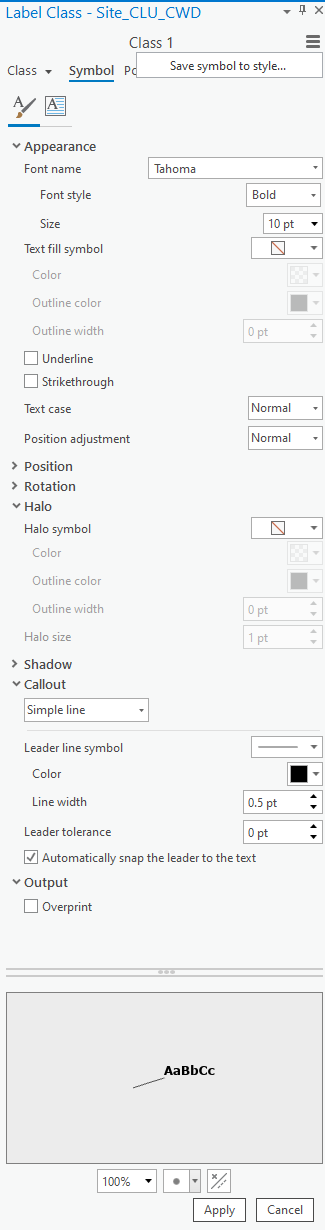 Label Class - Site_CLU_CWD
Class 1
Class Symbol Po
Save symbol to style...
Appearance
Font name Tahoma
Font style Bold
Size 10 pt
Text fill symbol
Color
Outline color
Outline width 0 pt
Underline
Strikethrough
Text case Normal
Position adjustment Normal
Position
Rotation
Halo
Halo symbol
Color
Outline color
Outline width 0 pt
Halo size 1 pt
Shadow
Callout
Simple line
Leader line symbol
Color
Line width 0.5 pt
Leader tolerance 0 pt
Automatically snap the leader to the text
Output
Overprint
AaBbCc
100%
Apply Cancel